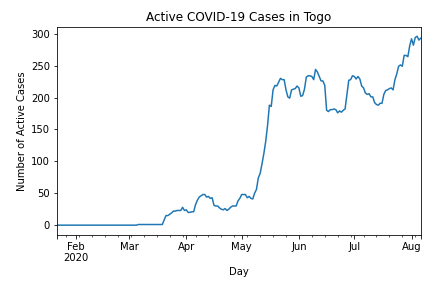 Active COVID-19 Cases in Togo
Number of Active Cases
300
250
200
150
100
50
0
Feb
2020
Mar
Apr
May
Jun
Jul
Aug
Day